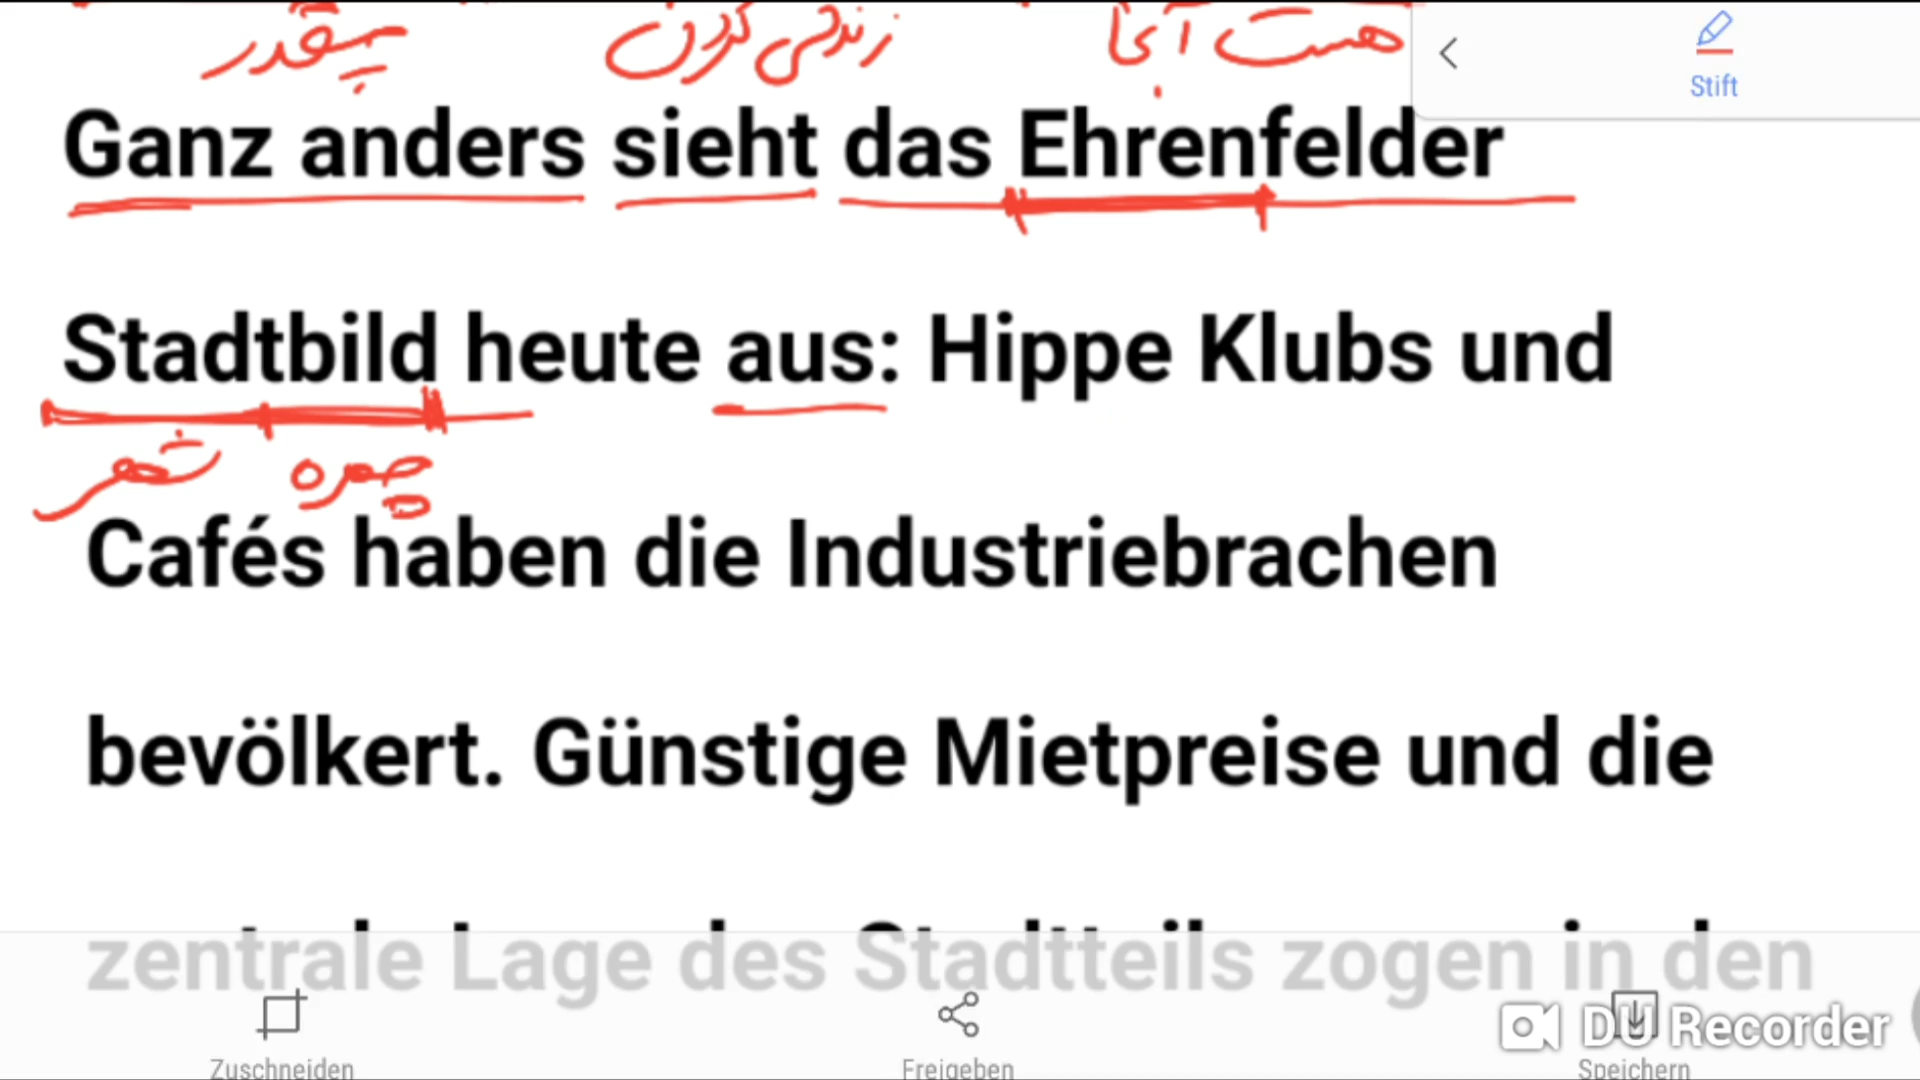 هست آنجا زندگی کردن چقدر
Stift
Ganz anders sieht das Ehrenfelder
Stadtbild heute aus: Hippe Klubs und
شهر چهره
Cafés haben die Industriebrachen
bevölkert. Günstige Mietpreise und die
zentrale Lage des Stadtteils zogen in den
DU Recorder
Zuschneiden Freigeben Speichern